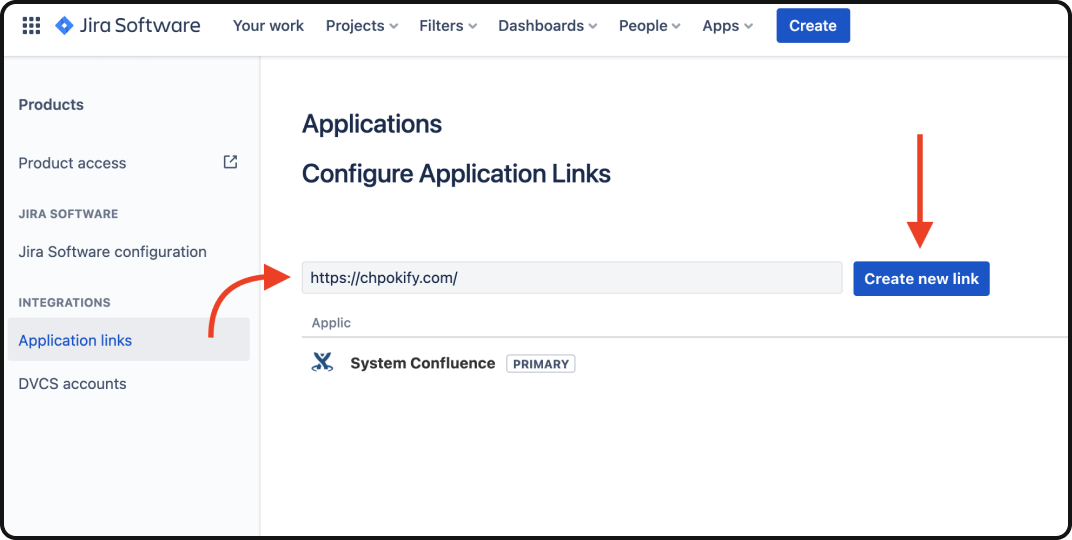 Jira Software Your work Projects Filters Dashboards People Apps Create
Products
Product access
JIRA SOFTWARE
Jira Software configuration
INTEGRATIONS
Application links
DVCS accounts
Applications
Configure Application Links
https://chpokify.com/ Create new link
Applic
System Confluence PRIMARY